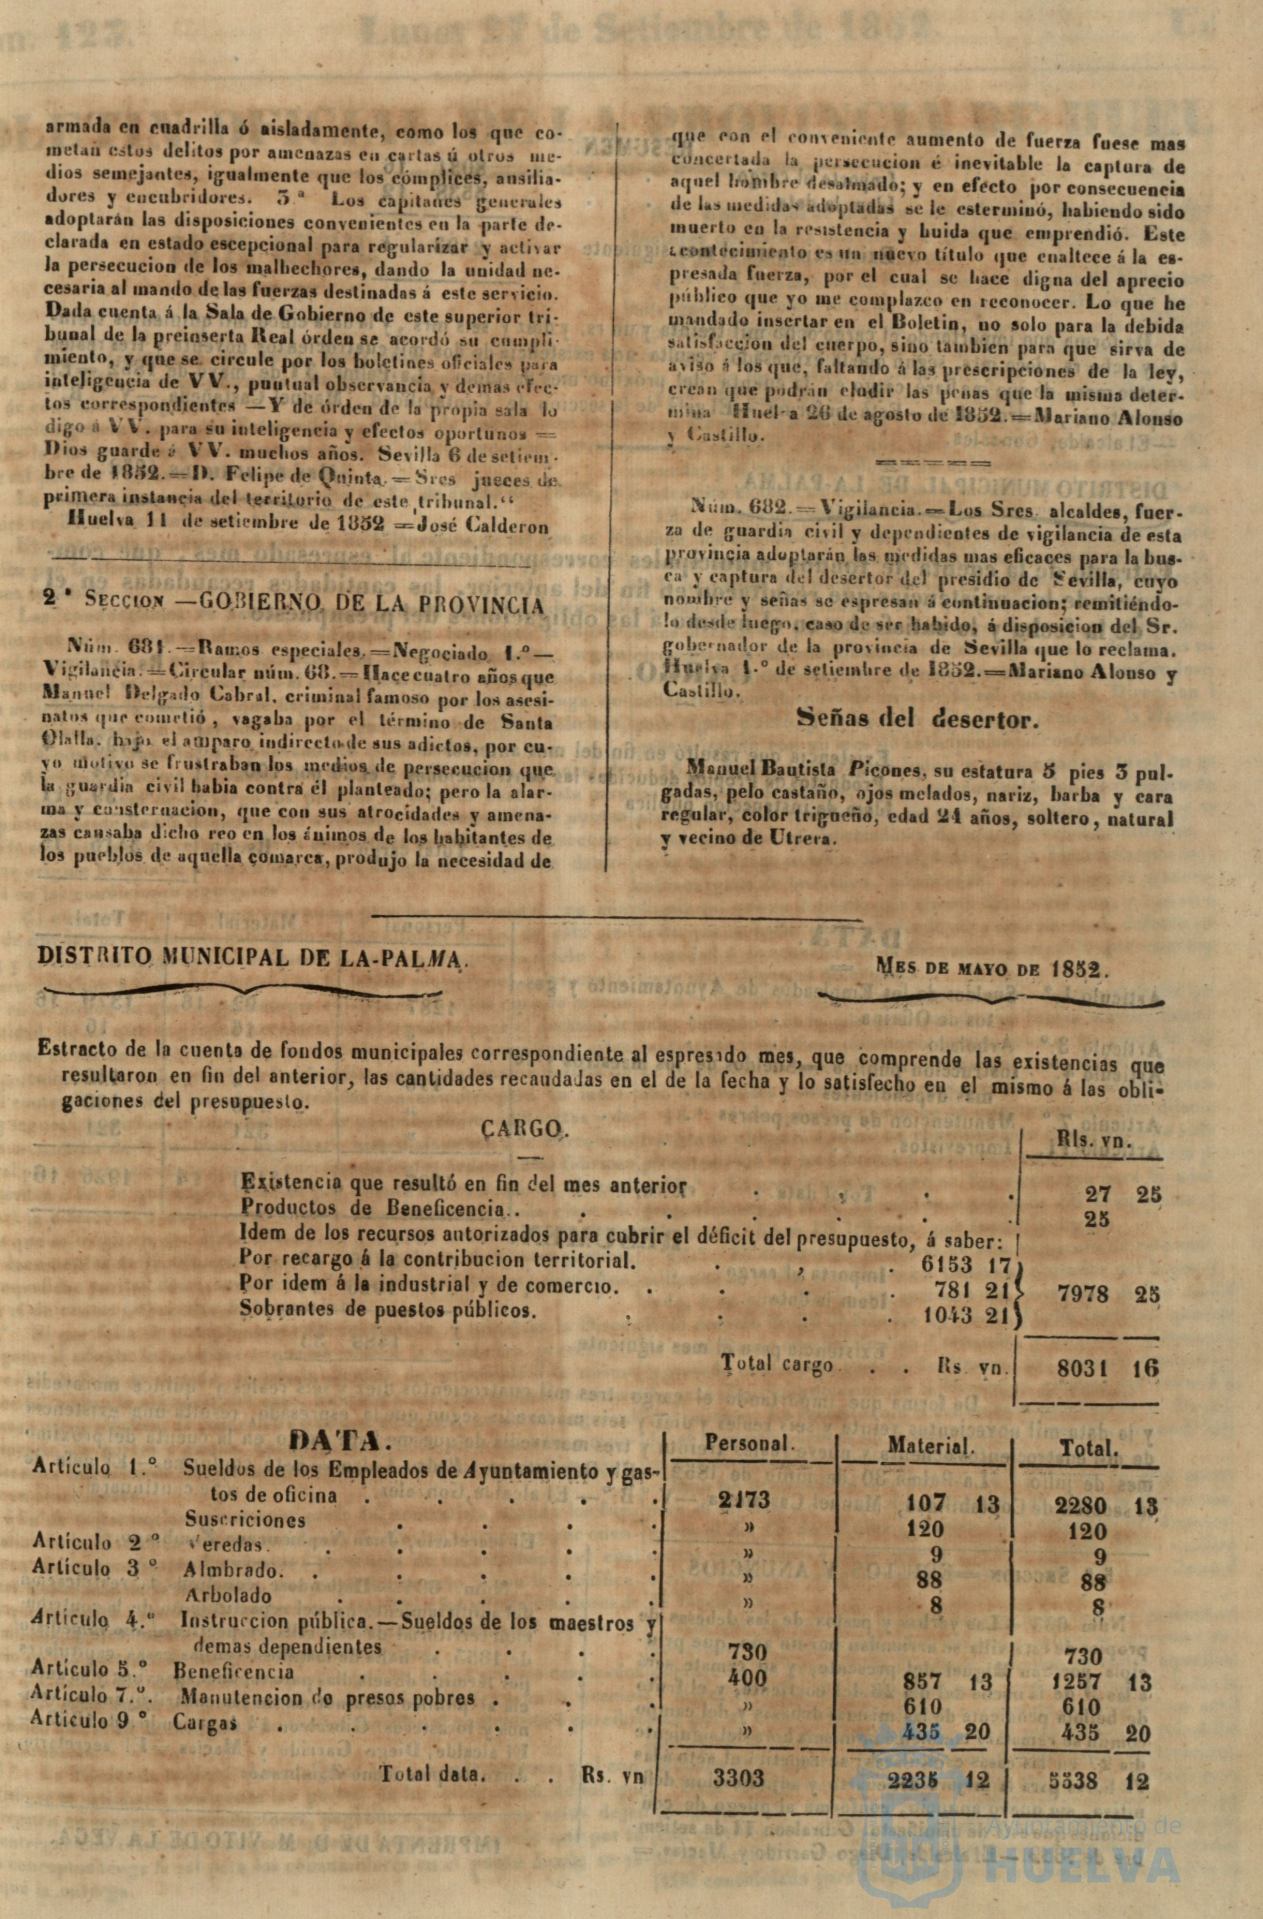 armada en cuadrilla ó aisladamente, como los que co-
metan estos delitos por amenazas en cartas ú otros me-
dios semejantes, igualmente que los cómplices, ausilia-
dores y encubridores. 3.ª Los capitanes generales
adoptarán las disposiciones convenientes en la parte de-
clarada en estado escepcional para regularizar y activar
la persecucion de los malhechores, dando la unidad ne-
cesaria al mando de las fuerzas destinadas á este servicio.
Dada cuenta á la Sala de Gobierno de este superior tri-
bunal de la preinserta Real órden se acordó su cumpli-
miento, y que se circule por los boletines oficiales para
inteligencia de VV., puntual observancia y demas efec-
tos correspondientes —Y de órden de la propia sala lo
digo á VV. para su inteligencia y efectos oportunos =
Dios guarde á VV. muchos años. Sevilla 6 de setiem-
bre de 1852.=D. Felipe de Quinta.=Sres jueces de
primera instancia del territorio de este tribunal.“
Huelva 11 de setiembre de 1852 =José Calderon
2ª SECCION —GOBIERNO DE LA PROVINCIA
Núm. 681.—Ramos especiales.=Negociado 1.º—
Vigilancia.=Circular núm. 68.=Hace cuatro años que
Manuel Delgado Cabral, criminal famoso por los asesi-
natos que cometió, vagaba por el término de Santa
Olalla, bajo el amparo indirecto de sus adictos, por cu-
yo motivo se frustraban los medios de persecucion que
la guardia civil habia contra él planteado; pero la alar-
ma y consternacion, que con sus atrocidades y amena-
zas causaba dicho reo en los ánimos de los habitantes de
los pueblos de aquella comarca, produjo la necesidad de
que con el conveniente aumento de fuerza fuese mas
concertada la persecucion é inevitable la captura de
aquel hombre desalmado; y en efecto por consecuencia
de las medidas adoptadas se le esterminó, habiendo sido
muerto en la resistencia y huida que emprendió. Este
acontecimiento es un nuevo título que enaltece á la es-
presada fuerza, por el cual se hace digna del aprecio
público que yo me complazco en reconocer. Lo que he
mandado insertar en el Boletin, no solo para la debida
satisfaccion del cuerpo, sino tambien para que sirva de
aviso á los que, faltando á las prescripciones de la ley,
crean que podrán eludir las penas que la misma deter-
mina Huelva 26 de agosto de 1852.=Mariano Alonso
y Castillo.
Núm. 682.=Vigilancia.=Los Sres. alcaldes, fuer-
za de guardia civil y dependientes de vigilancia de esta
provincia adoptarán las medidas mas eficaces para la bus-
ca y captura del desertor del presidio de Sevilla, cuyo
nombre y señas se espresan á continuacion; remitiéndo-
lo desde luego, caso de ser habido, á disposicion del Sr.
gobernador de la provincia de Sevilla que lo reclama.
Huelva 1.º de setiembre de 1852.=Mariano Alonso y
Castillo.
Señas del desertor.
Manuel Bautista Picones, su estatura 5 pies 3 pul-
gadas, pelo castaño, ojos melados, nariz, barba y cara
regular, color trigueño, edad 24 años, soltero, natural
y vecino de Utrera.
DISTRITO MUNICIPAL DE LA-PALMA.
MES DE MAYO DE 1852.
Estracto de la cuenta de fondos municipales correspondiente al espresado mes, que comprende las existencias que
resultaron en fin del anterior, las cantidades recaudadas en el de la fecha y lo satisfecho en el mismo á las obli-
gaciones del presupuesto.
CARGO.
Rls. vn.
Existencia que resultó en fin del mes anterior . . . . 27 25
Productos de Beneficencia.. . . . . . . 25
Idem de los recursos autorizados para cubrir el déficit del presupuesto, á saber:
Por recargo á la contribucion territorial. . . . 6153 17
Por idem á la industrial y de comercio. . . . . 781 21 } 7978 25
Sobrantes de puestos públicos. . . . . 1043 21
Total cargo. . . Rs. vn. 8031 16
DATA. Personal. Material. Total.
Artículo 1.º Sueldos de los Empleados de Ayuntamiento y gas-
tos de oficina . . . . . 2173 107 13 2280 13
Suscriciones . . . . » 120 120
Artículo 2º Veredas. . . . . . » 9 9
Artículo 3º Almbrado. . . . . . » 88 88
Arbolado . . . . . » 8 8
Artículo 4.º Instruccion pública.—Sueldos de los maestros y
demas dependientes . . . . 730 730
Artículo 5.º Beneficencia . . . . . 400 857 13 1257 13
Artículo 7.º. Manutencion de presos pobres . . . » 610 610
Artículo 9º Cargas . . . . . . » 435 20 435 20
Total data. . . Rs. vn 3303 2235 12 5538 12
Ayuntamiento de
HUELVA